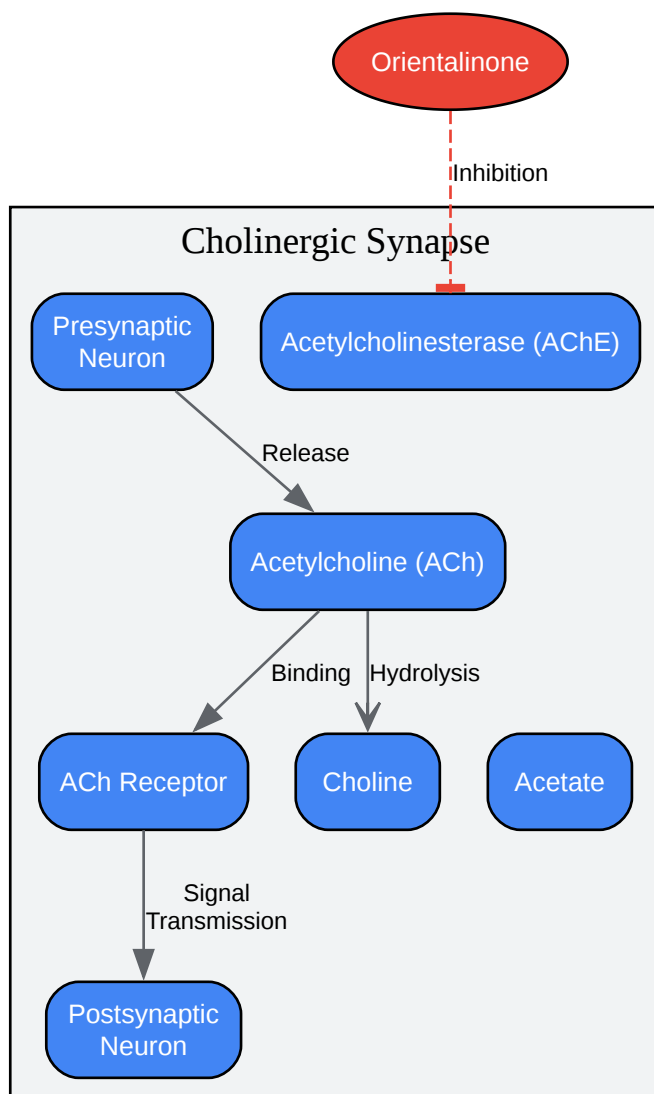 Orientalinone
Inhibition
Cholinergic Synapse
Presynaptic
Neuron
Acetylcholinesterase (AChE)
Release
Acetylcholine (ACh)
Binding
Hydrolysis
ACh Receptor
Choline
Acetate
Signal
Transmission
Postsynaptic
Neuron